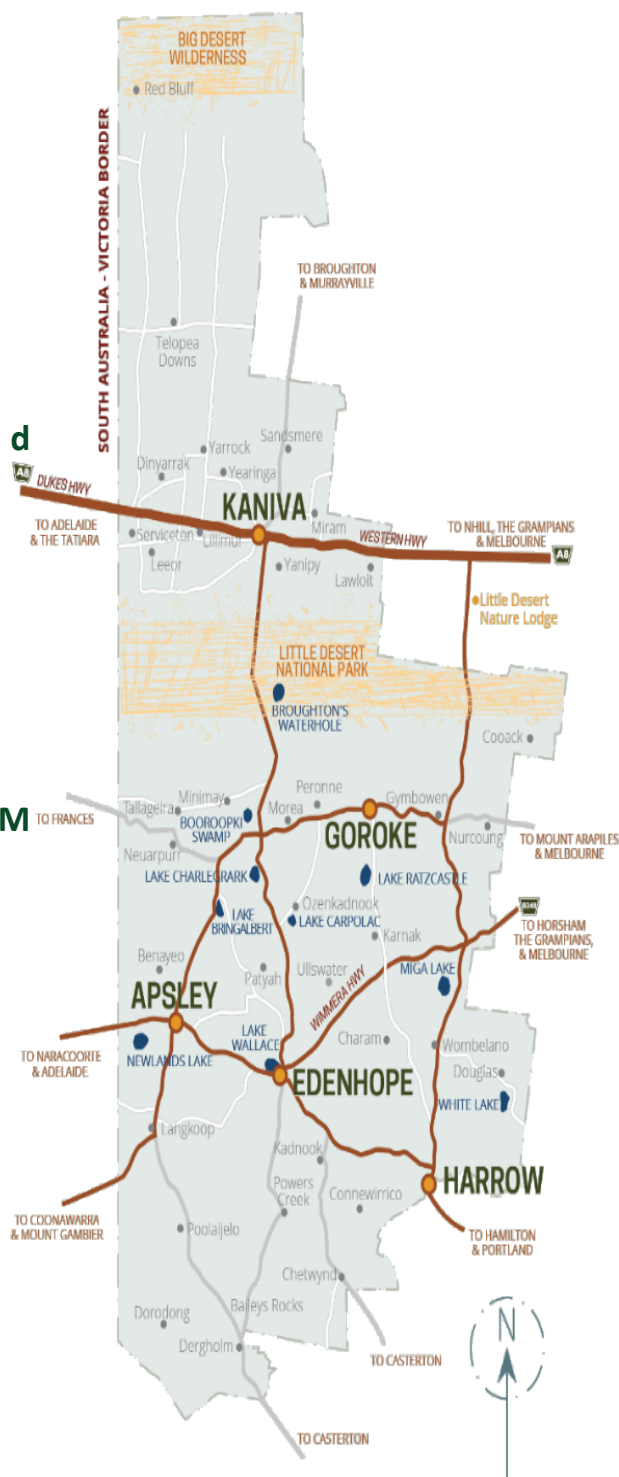 BIG DESERT
WILDERNESS
Red Bluff
SOUTH AUSTRALIA - VICTORIA BORDER
TO BROUGHTON
& MURRAYVILLE
Telopea
Downs
d
Yarrock
Sandsmere
Dinyarrak
Yearinga
A8
DUKES HWY
KANIVA
TO ADELAIDE
& THE TATIARA
Serviceton
Lillimur
Miram
WESTERN HWY
TO NHILL, THE GRAMPIANS
& MELBOURNE
A8
Leeor
Yanipy
Lawloit
Little Desert
Nature Lodge
LITTLE DESERT
NATIONAL PARK
BROUGHTON'S
WATERHOLE
Cooack
Minimay
Peronne
Tallageira
Morea
Gymbowen
M
TO FRANCES
BOOROOPKI
SWAMP
GOROKE
Nurcoung
TO MOUNT ARAPILES
& MELBOURNE
Neuarpurr
LAKE CHARLEGRARK
LAKE RATZCASTLE
LAKE
BRINGALBERT
Ozenkadnook
LAKE CARPOLAC
Karnak
TO HORSHAM
THE GRAMPIANS,
& MELBOURNE
Benayeo
Patyah
Ullswater
WIMMERA HWY
MIGA LAKE
APSLEY
LAKE
WALLACE
Charam
Wombelano
TO NARACOORTE
& ADELAIDE
NEWLANDS LAKE
EDENHOPE
Douglas
WHITE LAKE
Langkoop
Kadnook
HARROW
Powers
Creek
Connewirrico
TO COONAWARRA
& MOUNT GAMBIER
Poolaijelo
TO HAMILTON
& PORTLAND
Chetwynd
Dorodong
Baileys Rocks
Dergholm
N
TO CASTERTON
TO CASTERTON